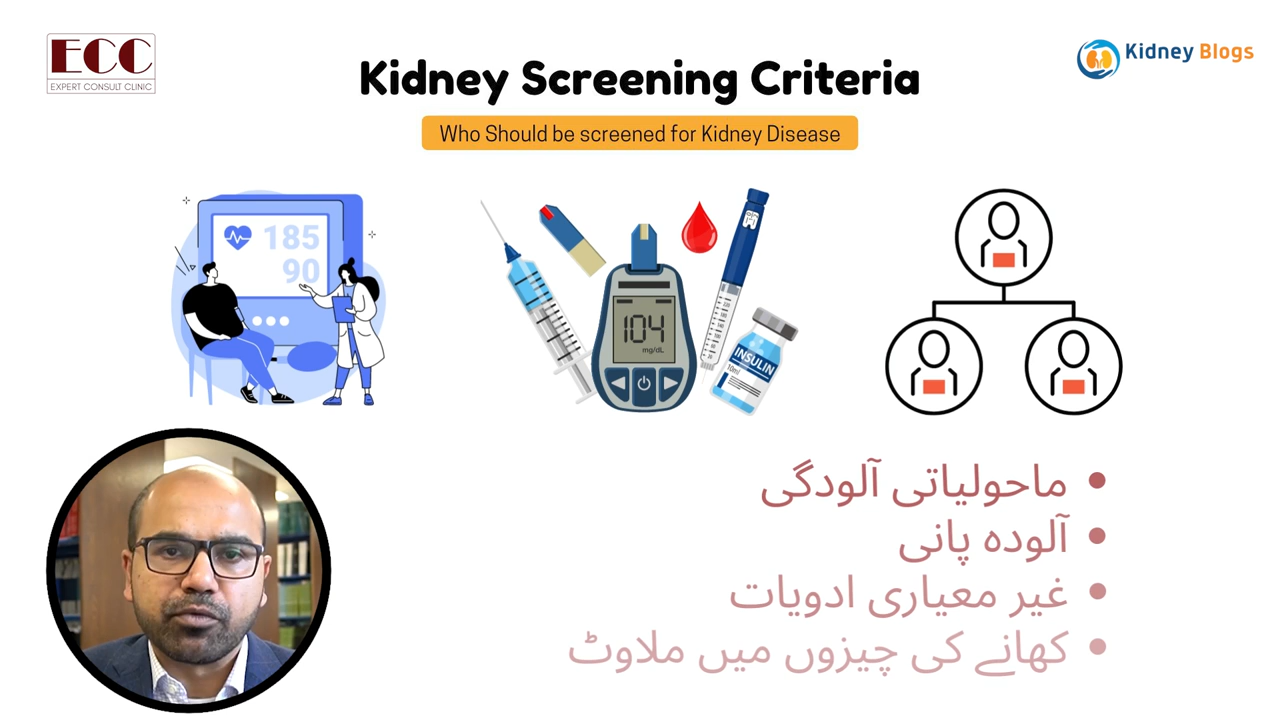 ECC
EXPERT CONSULT CLINIC
Kidney Blogs
Kidney Screening Criteria
Who Should be screened for Kidney Disease
185
90
104
mg/dL
INSULIN
10ml
• ماحولیاتی آلودگی
• آلودہ پانی
• غیر معیاری ادویات
• کھانے کی چیزوں میں ملاوٹ